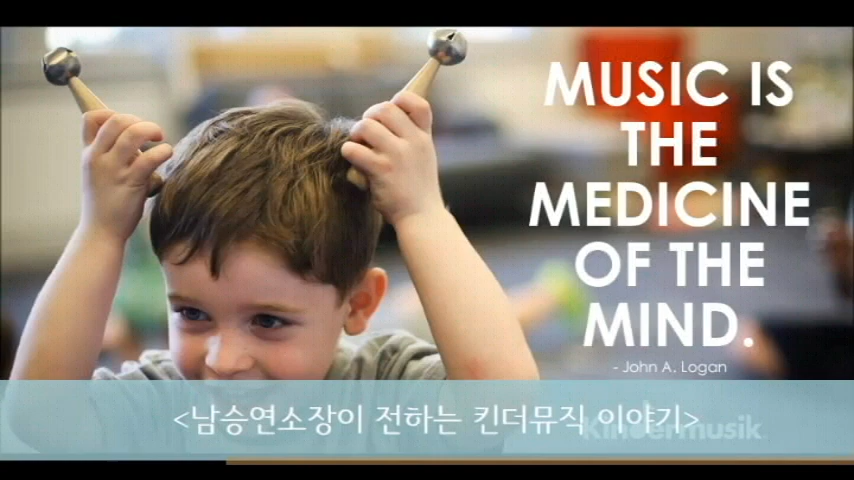 MUSIC IS
THE
MEDICINE
OF THE
MIND.
- John A. Logan
<남승연소장이 전하는 킨더뮤직 이야기>
Kindermusik